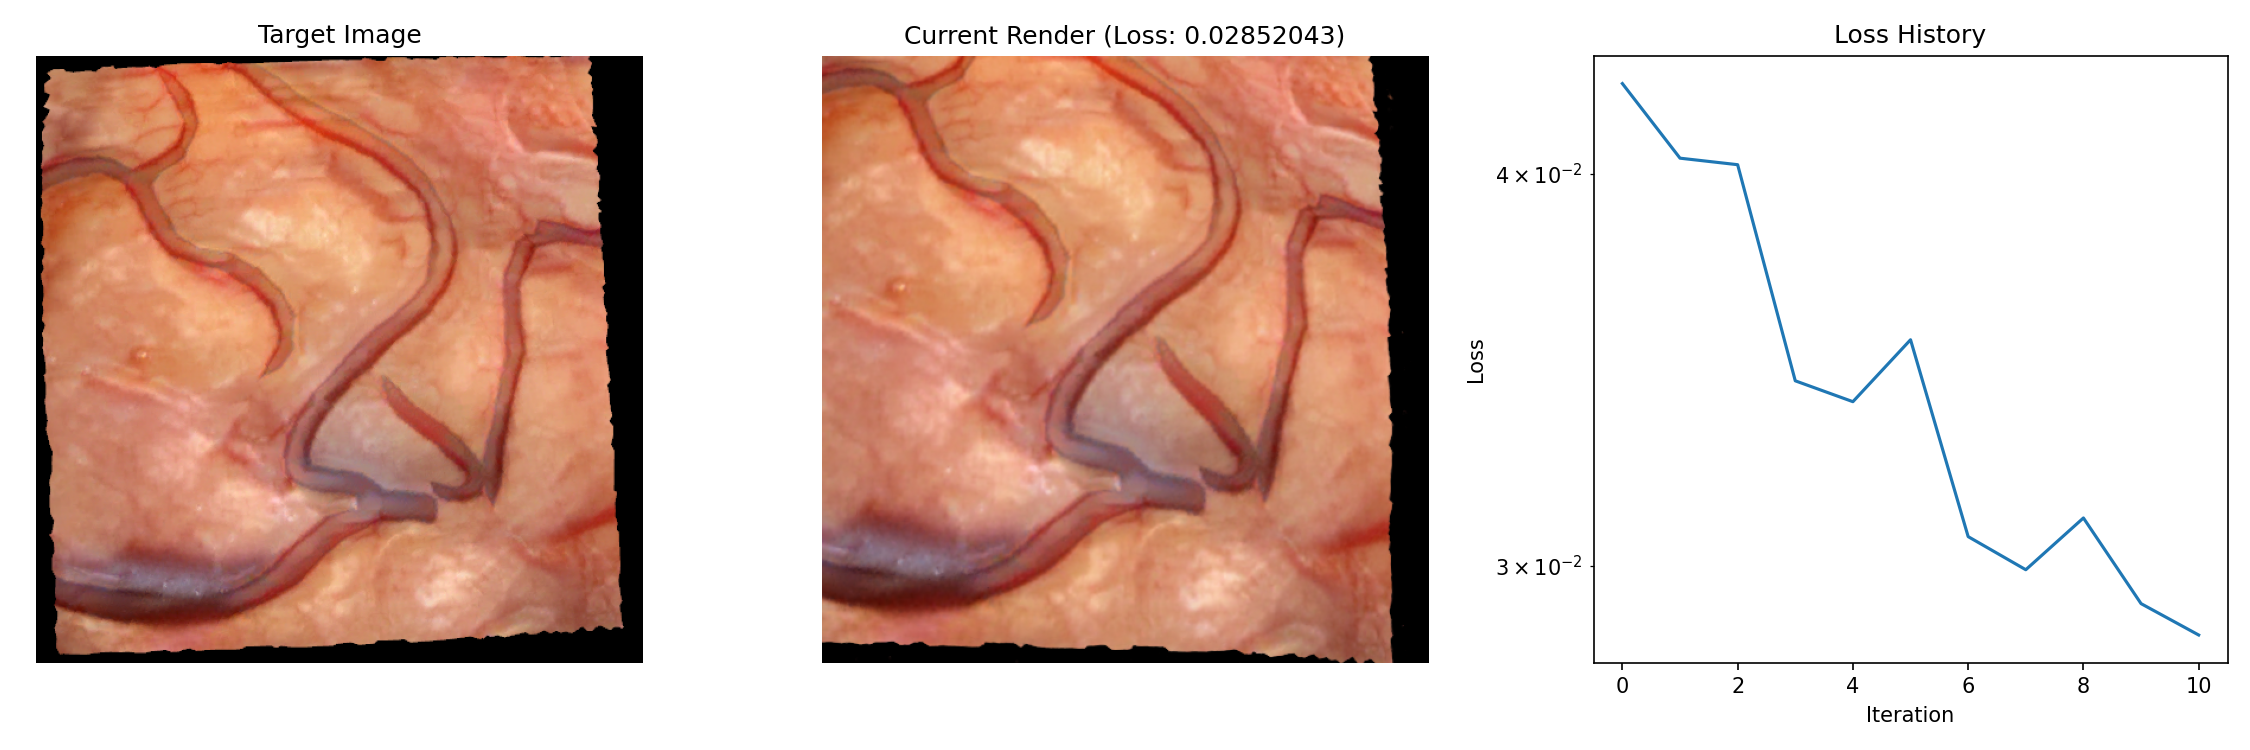 Target Image
Current Render (Loss: 0.02852043)
Loss History
4 × 10⁻²
3 × 10⁻²
Loss
0 2 4 6 8 10
Iteration